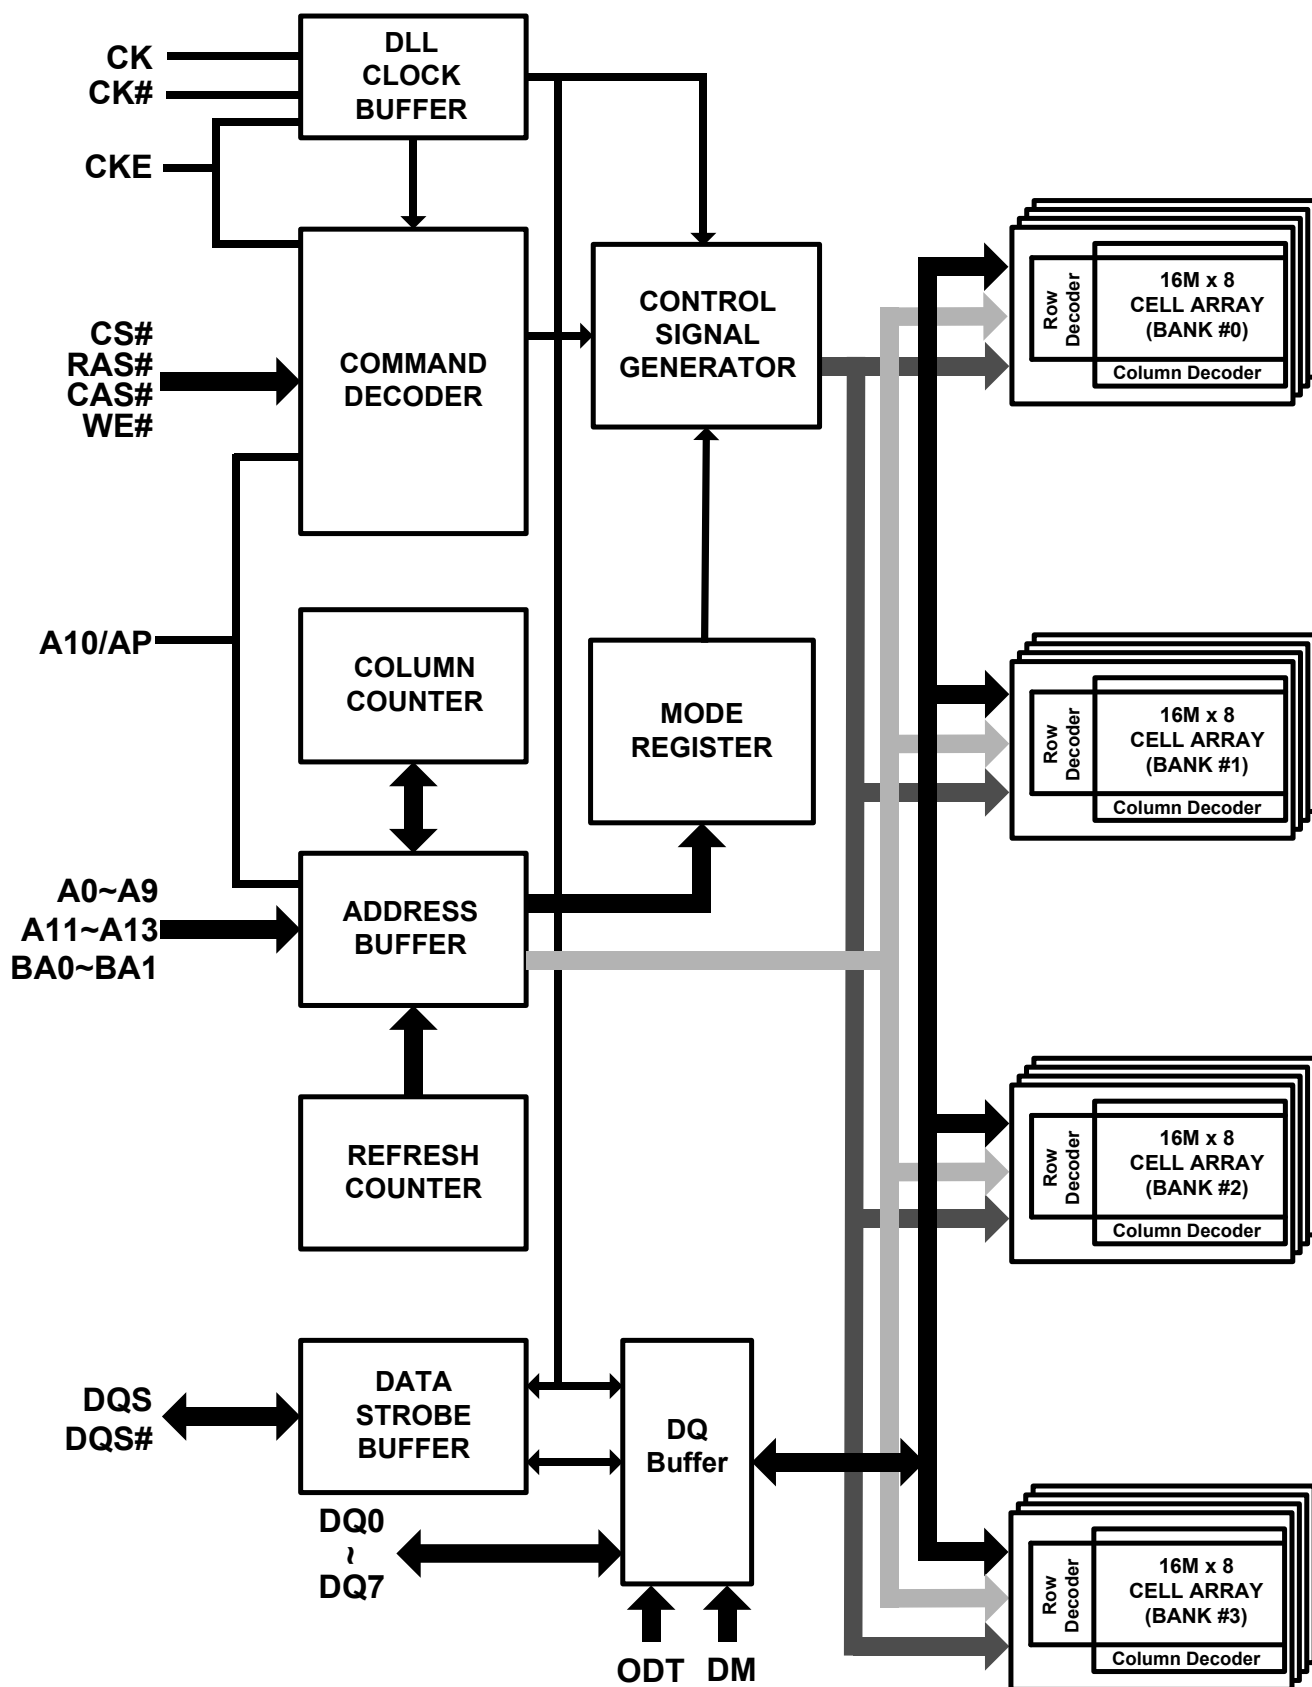 CK
CK#
CKE
DLL
CLOCK
BUFFER
CS#
RAS#
CAS#
WE#
COMMAND
DECODER
CONTROL
SIGNAL
GENERATOR
Row
Decoder
16M x 8
CELL ARRAY
(BANK #0)
Column Decoder
A10/AP
COLUMN
COUNTER
MODE
REGISTER
Row
Decoder
16M x 8
CELL ARRAY
(BANK #1)
Column Decoder
A0~A9
A11~A13
BA0~BA1
ADDRESS
BUFFER
REFRESH
COUNTER
Row
Decoder
16M x 8
CELL ARRAY
(BANK #2)
Column Decoder
DQS
DQS#
DATA
STROBE
BUFFER
DQ
Buffer
DQ0
~
DQ7
ODT
DM
Row
Decoder
16M x 8
CELL ARRAY
(BANK #3)
Column Decoder